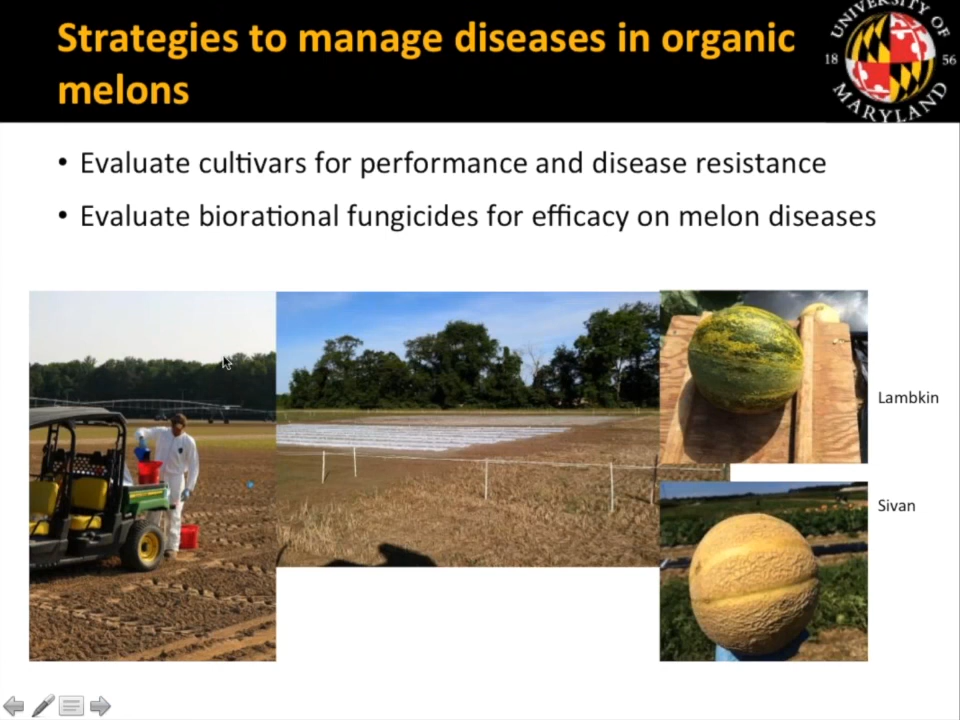 Strategies to manage diseases in organic
melons
UNIVERSITY OF
18 56
MARYLAND
• Evaluate cultivars for performance and disease resistance
• Evaluate biorational fungicides for efficacy on melon diseases
Lambkin
Sivan